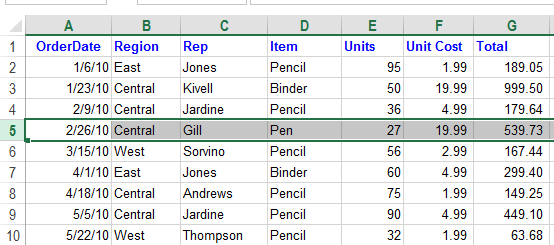 A B C D E F G
1 OrderDate Region Rep Item Units Unit Cost Total
2 1/6/10 East Jones Pencil 95 1.99 189.05
3 1/23/10 Central Kivell Binder 50 19.99 999.50
4 2/9/10 Central Jardine Pencil 36 4.99 179.64
5 2/26/10 Central Gill Pen 27 19.99 539.73
6 3/15/10 West Sorvino Pencil 56 2.99 167.44
7 4/1/10 East Jones Binder 60 4.99 299.40
8 4/18/10 Central Andrews Pencil 75 1.99 149.25
9 5/5/10 Central Jardine Pencil 90 4.99 449.10
10 5/22/10 West Thompson Pencil 32 1.99 63.68